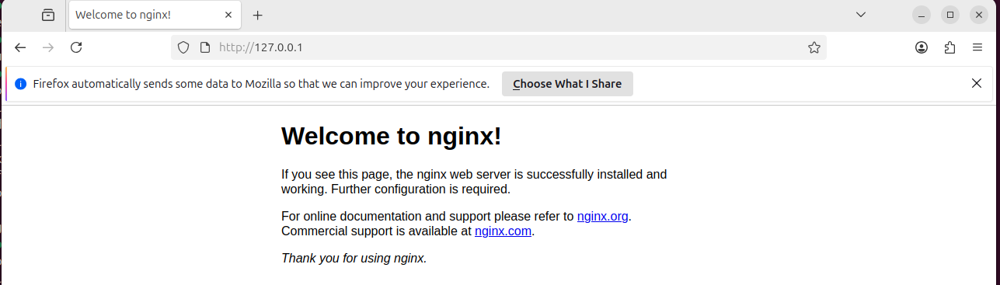 Welcome to nginx!
http://127.0.0.1
Firefox automatically sends some data to Mozilla so that we can improve your experience. Choose What I Share
Welcome to nginx!
If you see this page, the nginx web server is successfully installed and
working. Further configuration is required.
For online documentation and support please refer to nginx.org.
Commercial support is available at nginx.com.
Thank you for using nginx.